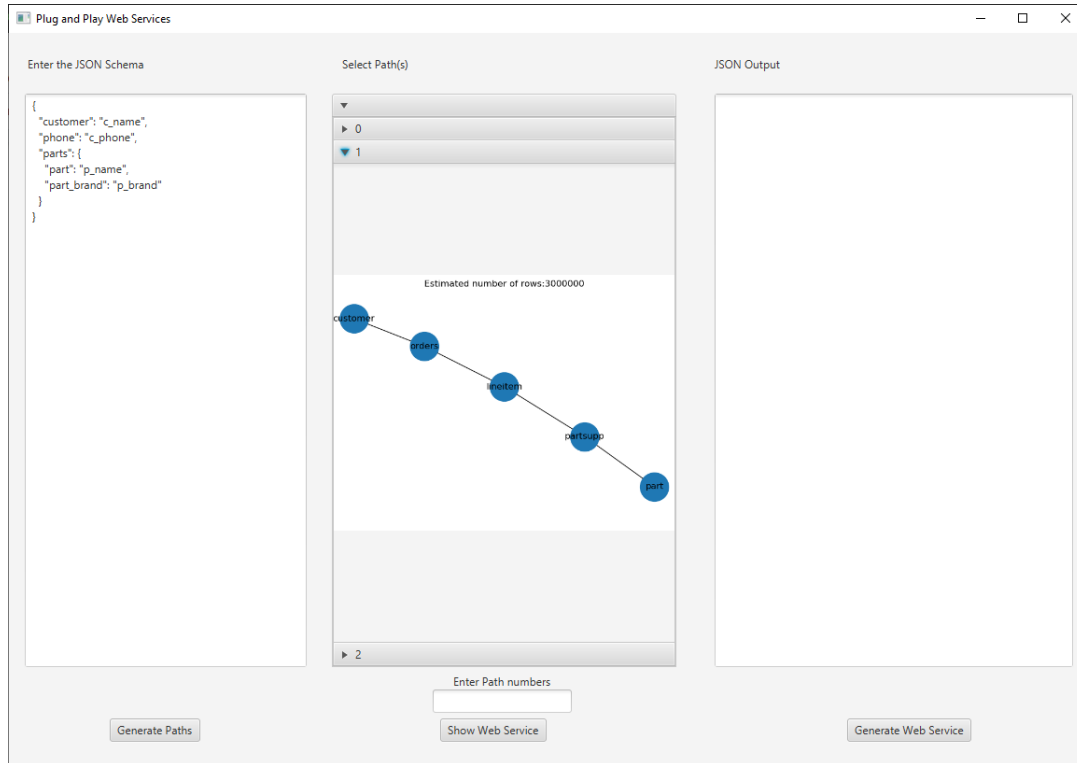 Plug and Play Web Services
Enter the JSON Schema
Select Path(s)
JSON Output
{
"customer": "c_name",
"phone": "c_phone",
"parts": {
"part": "p_name",
"part_brand": "p_brand"
}
}
0
1
Estimated number of rows:3000000
customer
orders
lineitem
partsupp
part
2
Enter Path numbers
Generate Paths
Show Web Service
Generate Web Service